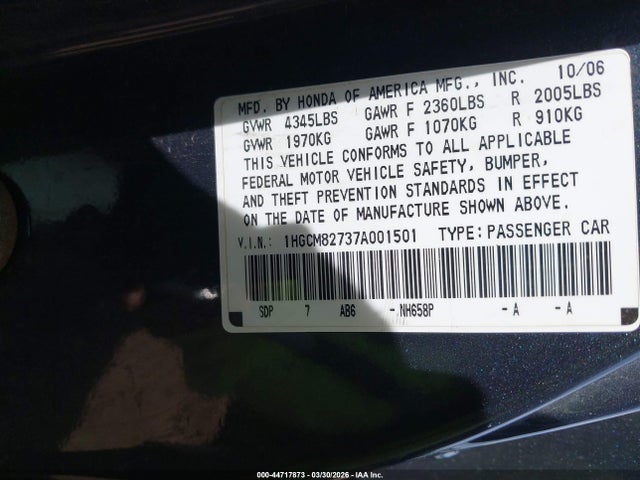 MFD. BY HONDA OF AMERICA MFG., INC. 10/06
GVWR 4345LBS GAWR F 2360LBS R 2005LBS
GVWR 1970KG GAWR F 1070KG R 910KG
THIS VEHICLE CONFORMS TO ALL APPLICABLE
FEDERAL MOTOR VEHICLE SAFETY, BUMPER,
AND THEFT PREVENTION STANDARDS IN EFFECT
ON THE DATE OF MANUFACTURE SHOWN ABOVE.
V.I.N.: 1HGCM82737A001501 TYPE: PASSENGER CAR
SDP 7 AB6 -NH658P -A -A
000-44717873 - 03/30/2026 - IAA Inc.